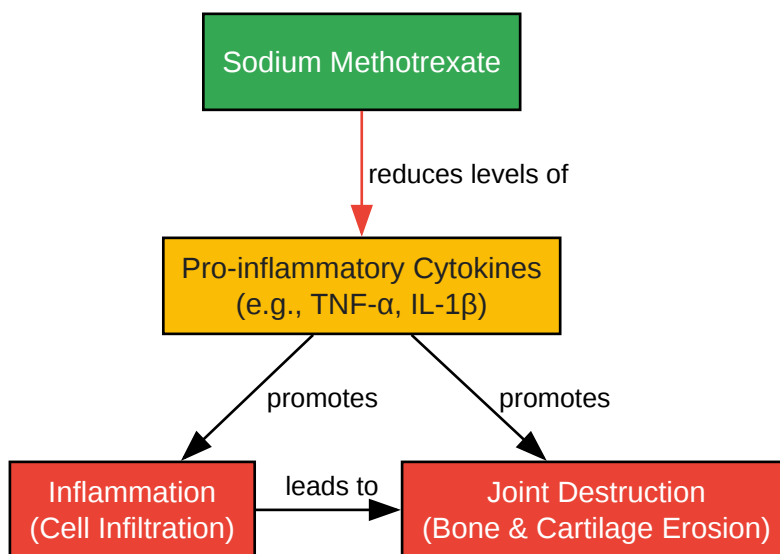 Sodium Methotrexate
reduces levels of
Pro-inflammatory Cytokines
(e.g., TNF-α, IL-1β)
promotes
promotes
Inflammation
(Cell Infiltration)
leads to
Joint Destruction
(Bone & Cartilage Erosion)